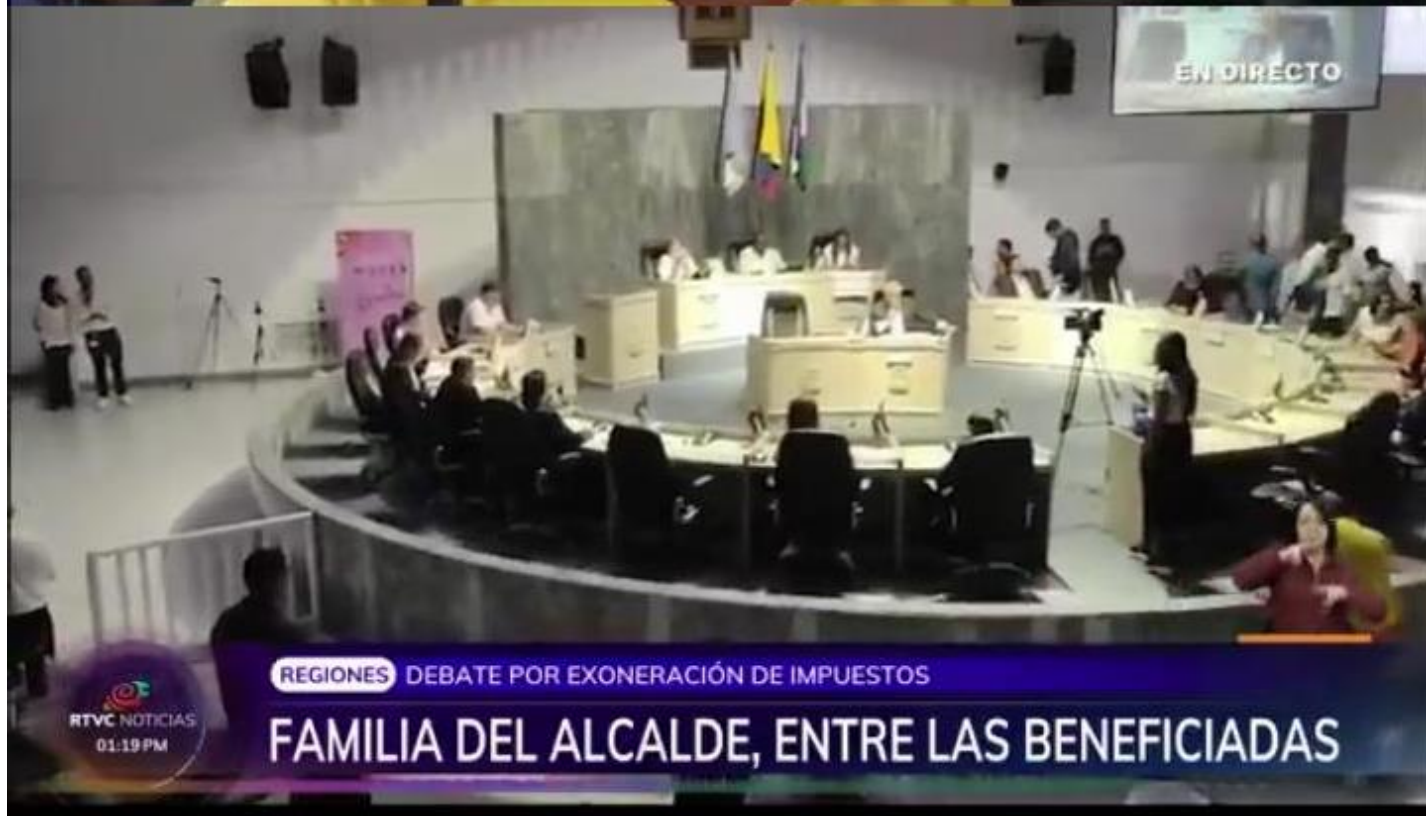 EN DIRECTO
REGIONES DEBATE POR EXONERACIÓN DE IMPUESTOS
RTVC NOTICIAS
01:19 PM
FAMILIA DEL ALCALDE, ENTRE LAS BENEFICIADAS